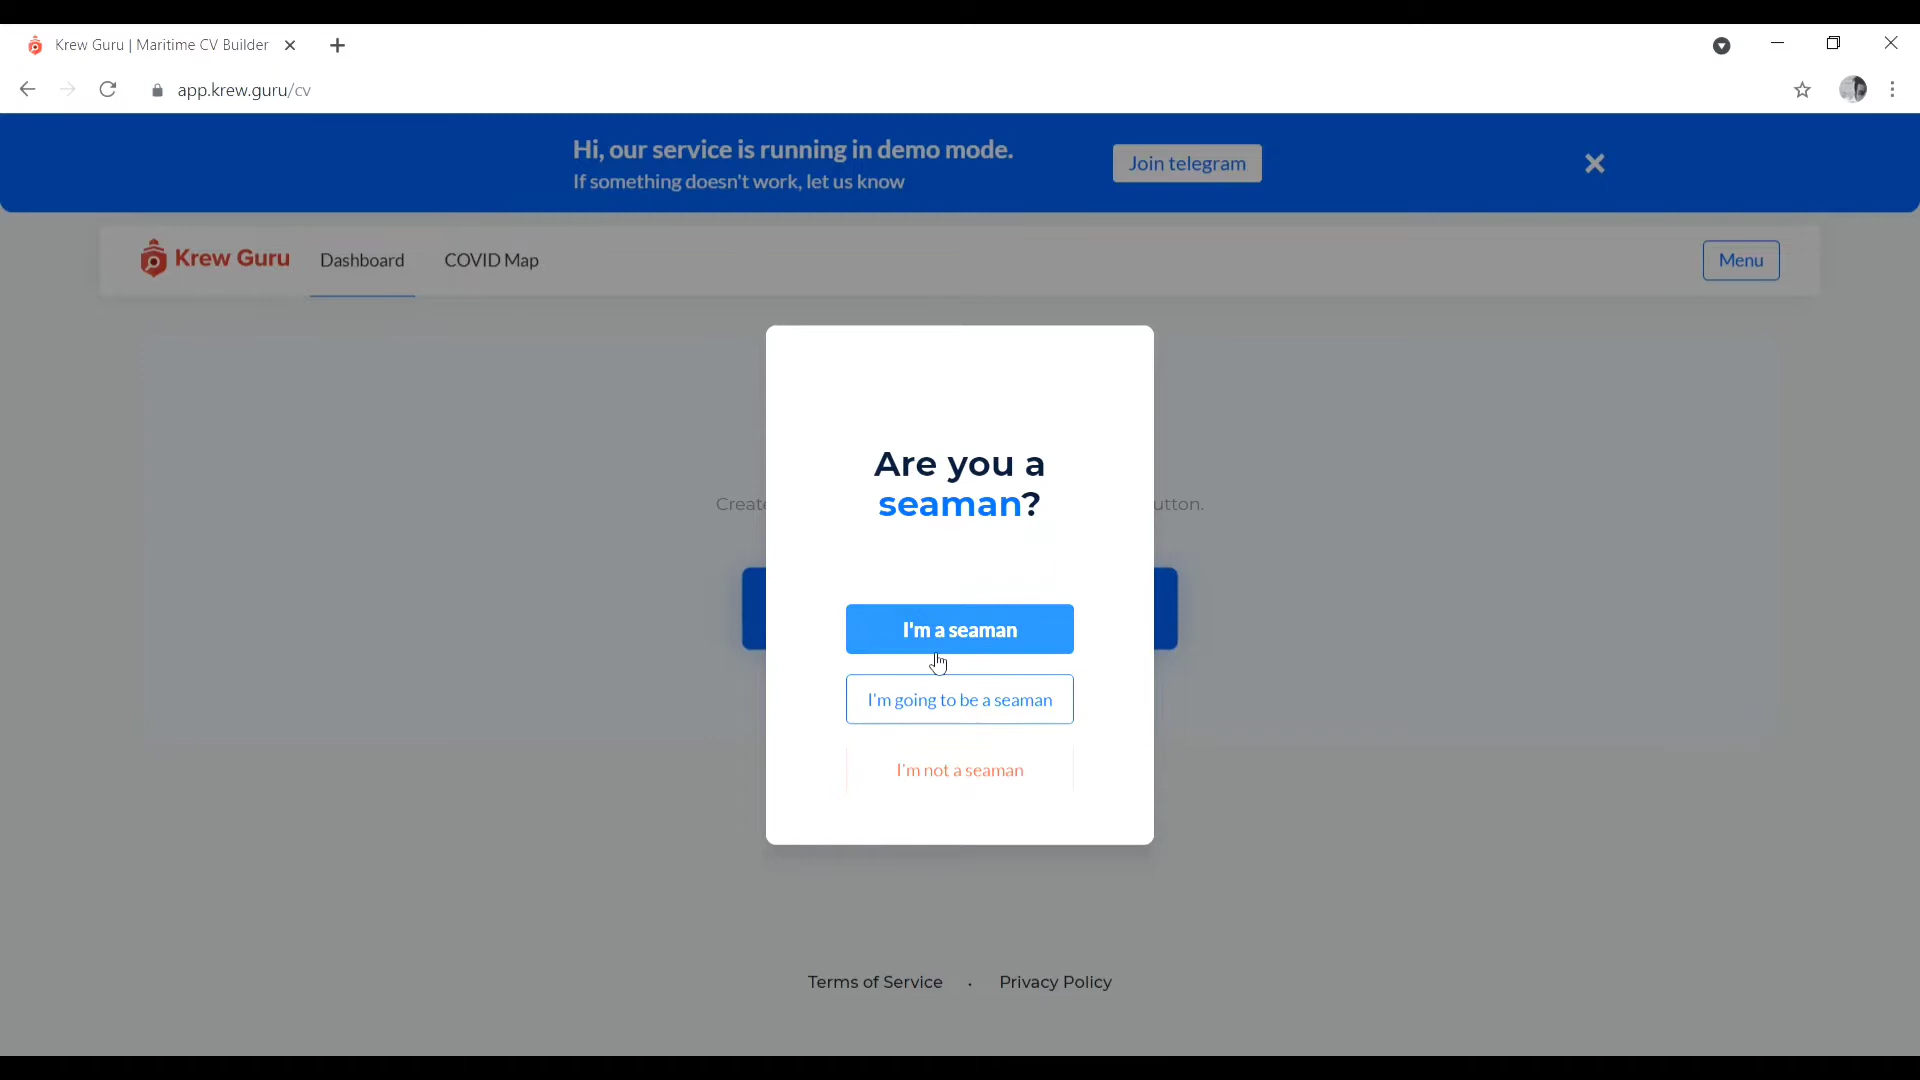 Krew Guru | Maritime CV Builder
app.krew.guru/cv
Hi, our service is running in demo mode.
If something doesn't work, let us know
Join telegram
Krew Guru
Dashboard
COVID Map
Menu
Are you a
seaman?
Create
utton.
I'm a seaman
I'm going to be a seaman
I'm not a seaman
Terms of Service · Privacy Policy